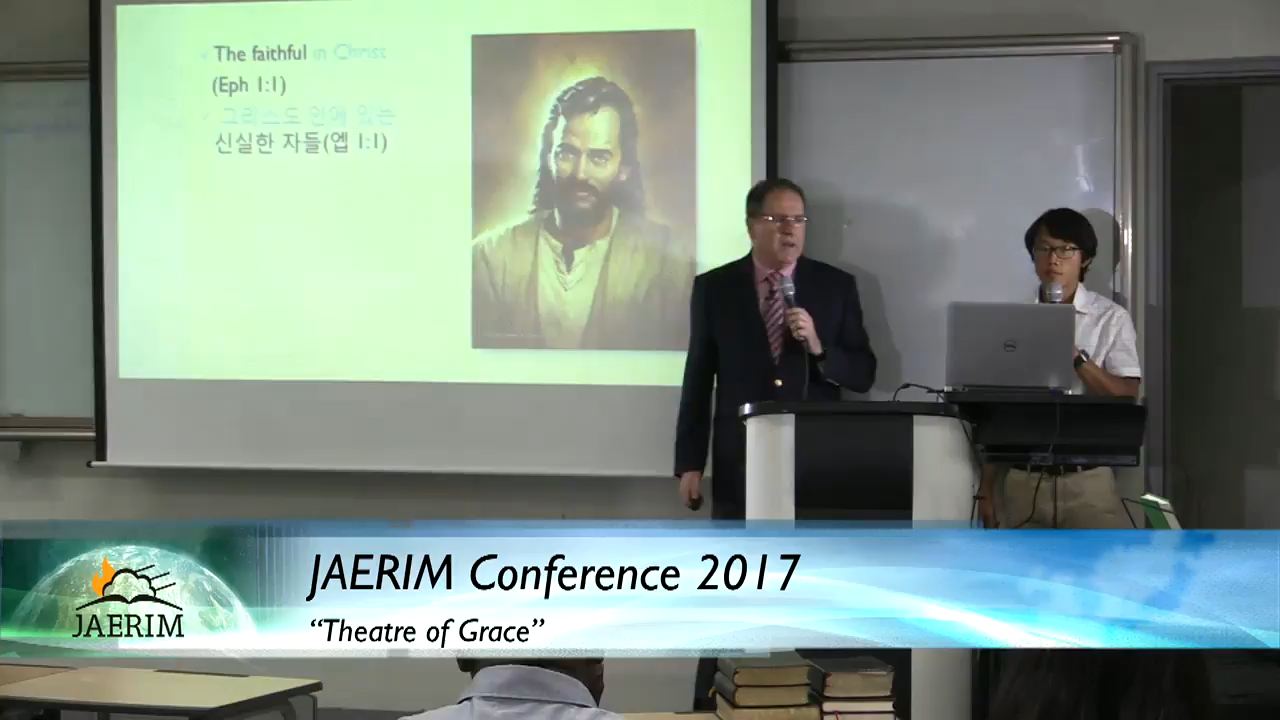 ✓ The faithful in Christ
(Eph 1:1)
✓ 그리스도 안에 있는
신실한 자들(엡 1:1)
DELL
JAERIM Conference 2017
"Theatre of Grace"
JAERIM